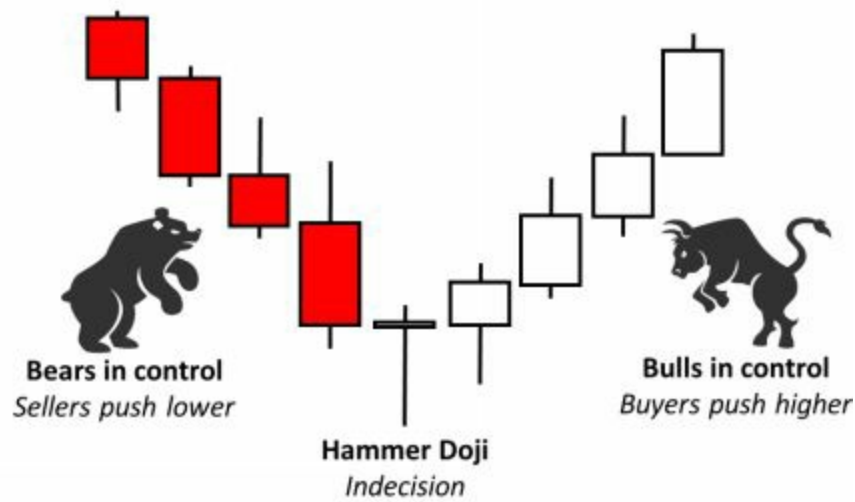 Bears in control
Sellers push lower
Hammer Doji
Indecision
Bulls in control
Buyers push higher